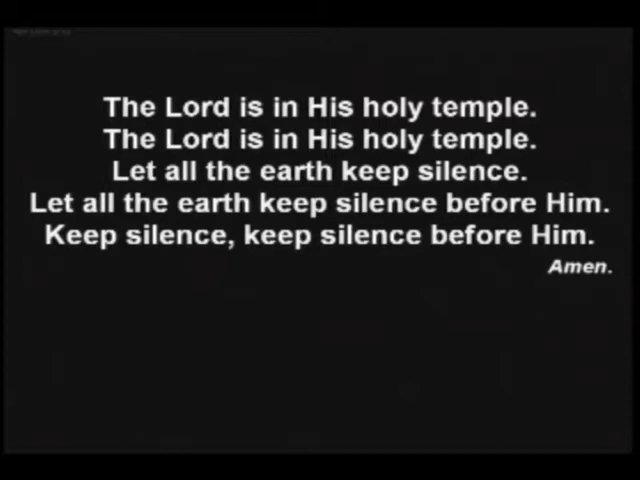 The Lord is in His holy temple.
The Lord is in His holy temple.
Let all the earth keep silence.
Let all the earth keep silence before Him.
Keep silence, keep silence before Him.
Amen.